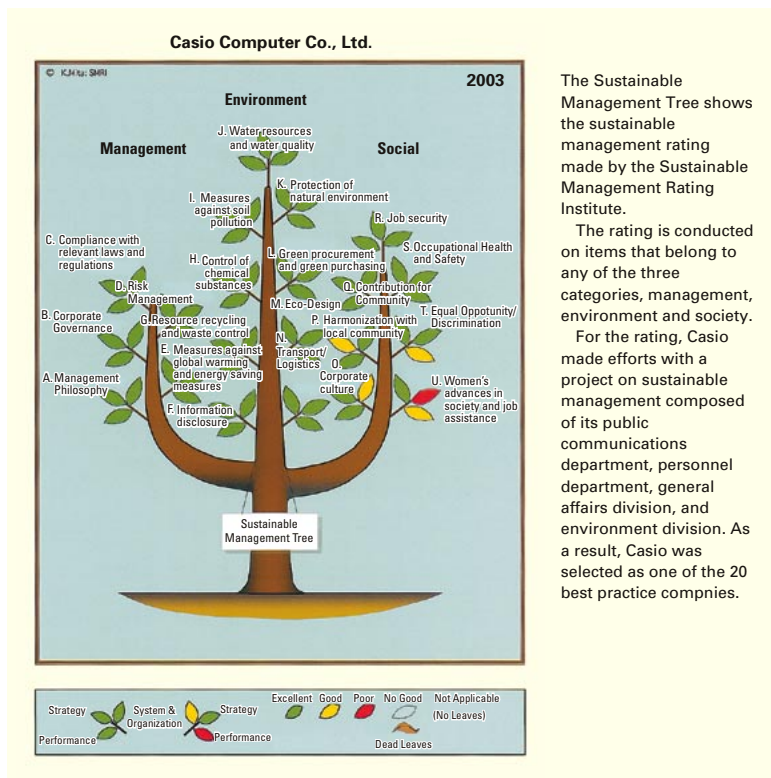 Casio Computer Co., Ltd.
2003
Environment
Management
Social
J. Water resources
and water quality
K. Protection of
natural environment
I. Measures
against soil
pollution
R. Job security
C. Compliance with
relevant laws and
regulations
H. Control of
chemical
substances
L. Green procurement
and green purchasing
S. Occupational Health
and Safety
D. Risk
Management
M. Eco-Design
Q. Contribution for
Community
B. Corporate
Governance
G. Resource recycling
and waste control
P. Harmonization with
local community
T. Equal Oppotunity/
Discrimination
E. Measures against
global warming
and energy saving
measures
N.
Transport/
Logistics
O.
Corporate
culture
A. Management
Philosophy
F. Information
disclosure
U. Women's
advances in
society and job
assistance
Sustainable
Management Tree
Strategy
Performance
System &
Organization
Strategy
Performance
Excellent
Good
Poor
No Good
Not Applicable
(No Leaves)
Dead Leaves
The Sustainable
Management Tree shows
the sustainable
management rating
made by the Sustainable
Management Rating
Institute.
The rating is conducted
on items that belong to
any of the three
categories, management,
environment and society.
For the rating, Casio
made efforts with a
project on sustainable
management composed
of its public
communications
department, personnel
department, general
affairs division, and
environment division. As
a result, Casio was
selected as one of the 20
best practice compnies.